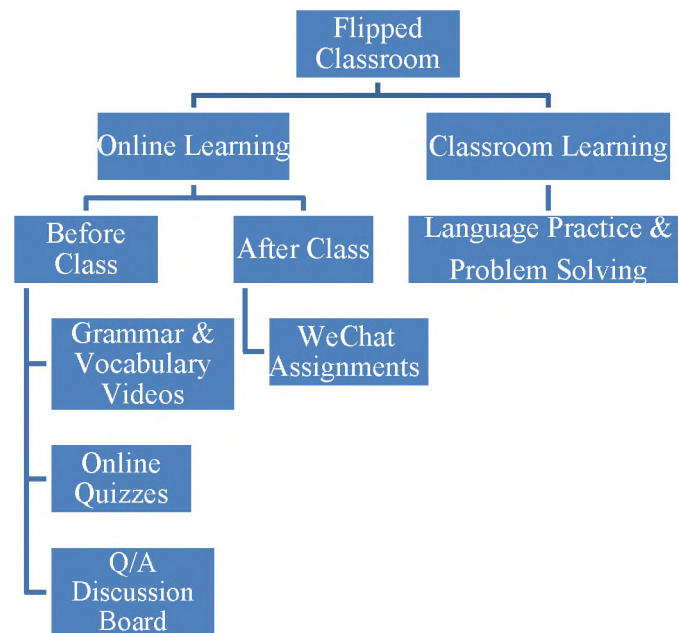 Flipped
Classroom
Online Learning
Classroom Learning
Before
Class
After Class
Language Practice &
Problem Solving
Grammar &
Vocabulary
Videos
WeChat
Assignments
Online
Quizzes
Q/A
Discussion
Board